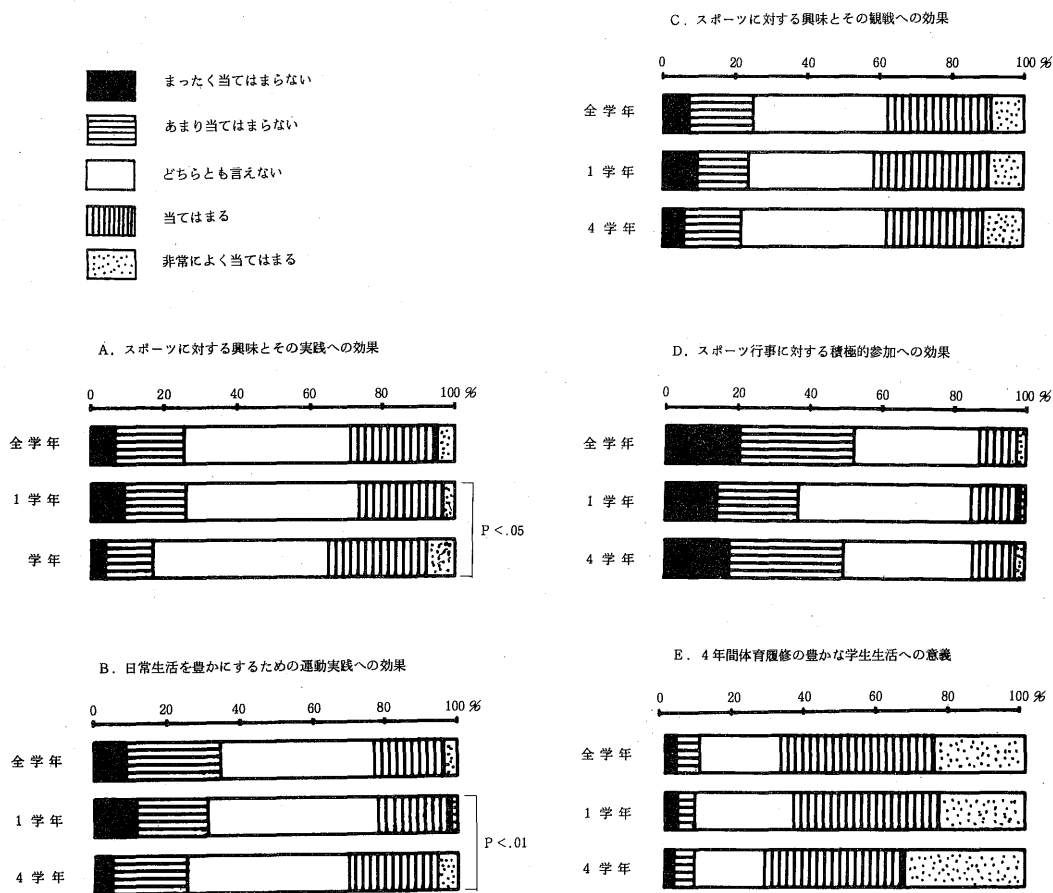 まったく当てはまらない
あまり当てはまらない
どちらとも言えない
当てはまる
非常によく当てはまる
A．スポーツに対する興味とその実践への効果
0 20 40 60 80 100 %
全学年
1 学年
学年
P<.05
B．日常生活を豊かにするための運動実践への効果
0 20 40 60 80 100 %
全学年
1 学年
4 学年
P<.01
C．スポーツに対する興味とその観戦への効果
0 20 40 60 80 100 %
全学年
1 学年
4 学年
D．スポーツ行事に対する積極的参加への効果
0 20 40 60 80 100 %
全学年
1 学年
4 学年
E．4年間体育履修の豊かな学生生活への意義
0 20 40 60 80 100 %
全学年
1 学年
4 学年